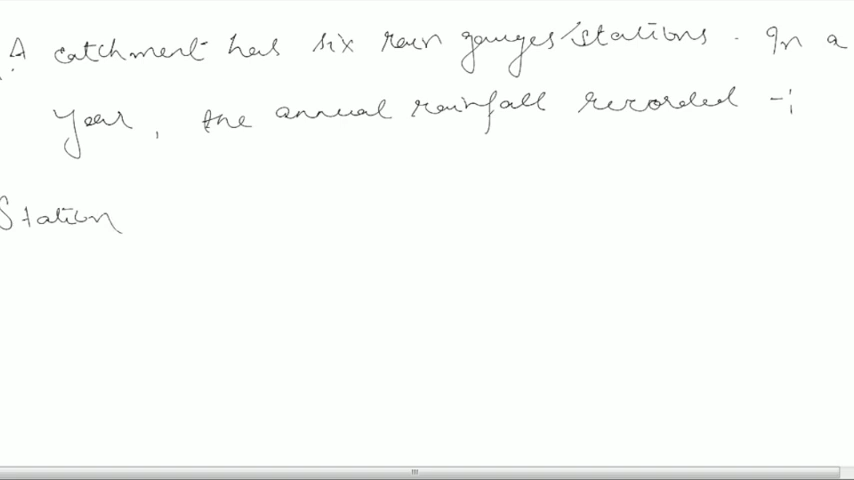 A catchment has six rain gauges/stations. In a
Year, the annual rainfall recorded -:
Station